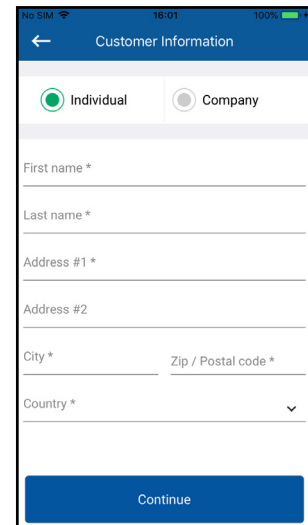 No SIM 16:01 100%
Customer Information
Individual Company
First name *
Last name *
Address #1 *
Address #2
City * Zip / Postal code *
Country *
Continue